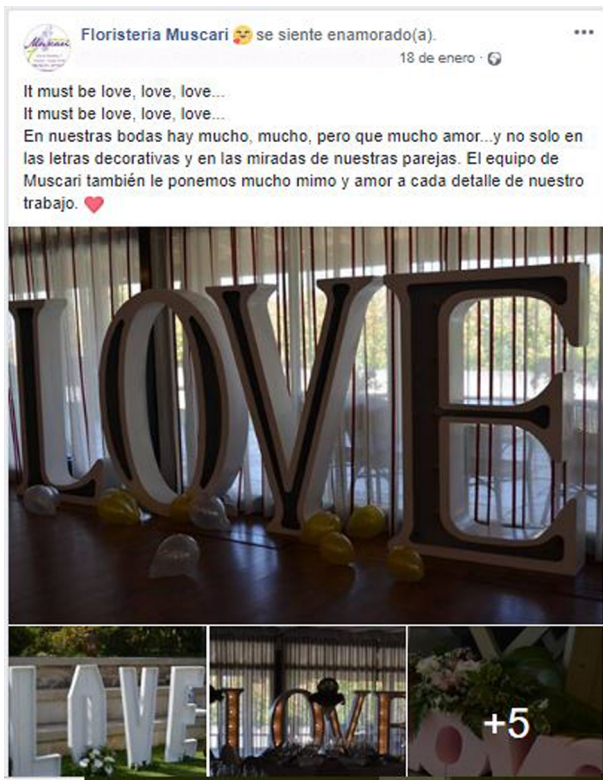 Muscari
Floristeria Muscari se siente enamorado(a).
18 de enero ·
It must be love, love, love...
It must be love, love, love...
En nuestras bodas hay mucho, mucho, pero que mucho amor...y no solo en
las letras decorativas y en las miradas de nuestras parejas. El equipo de
Muscari también le ponemos mucho mimo y amor a cada detalle de nuestro
trabajo.
LOVE
LOVE
LOVE
+5